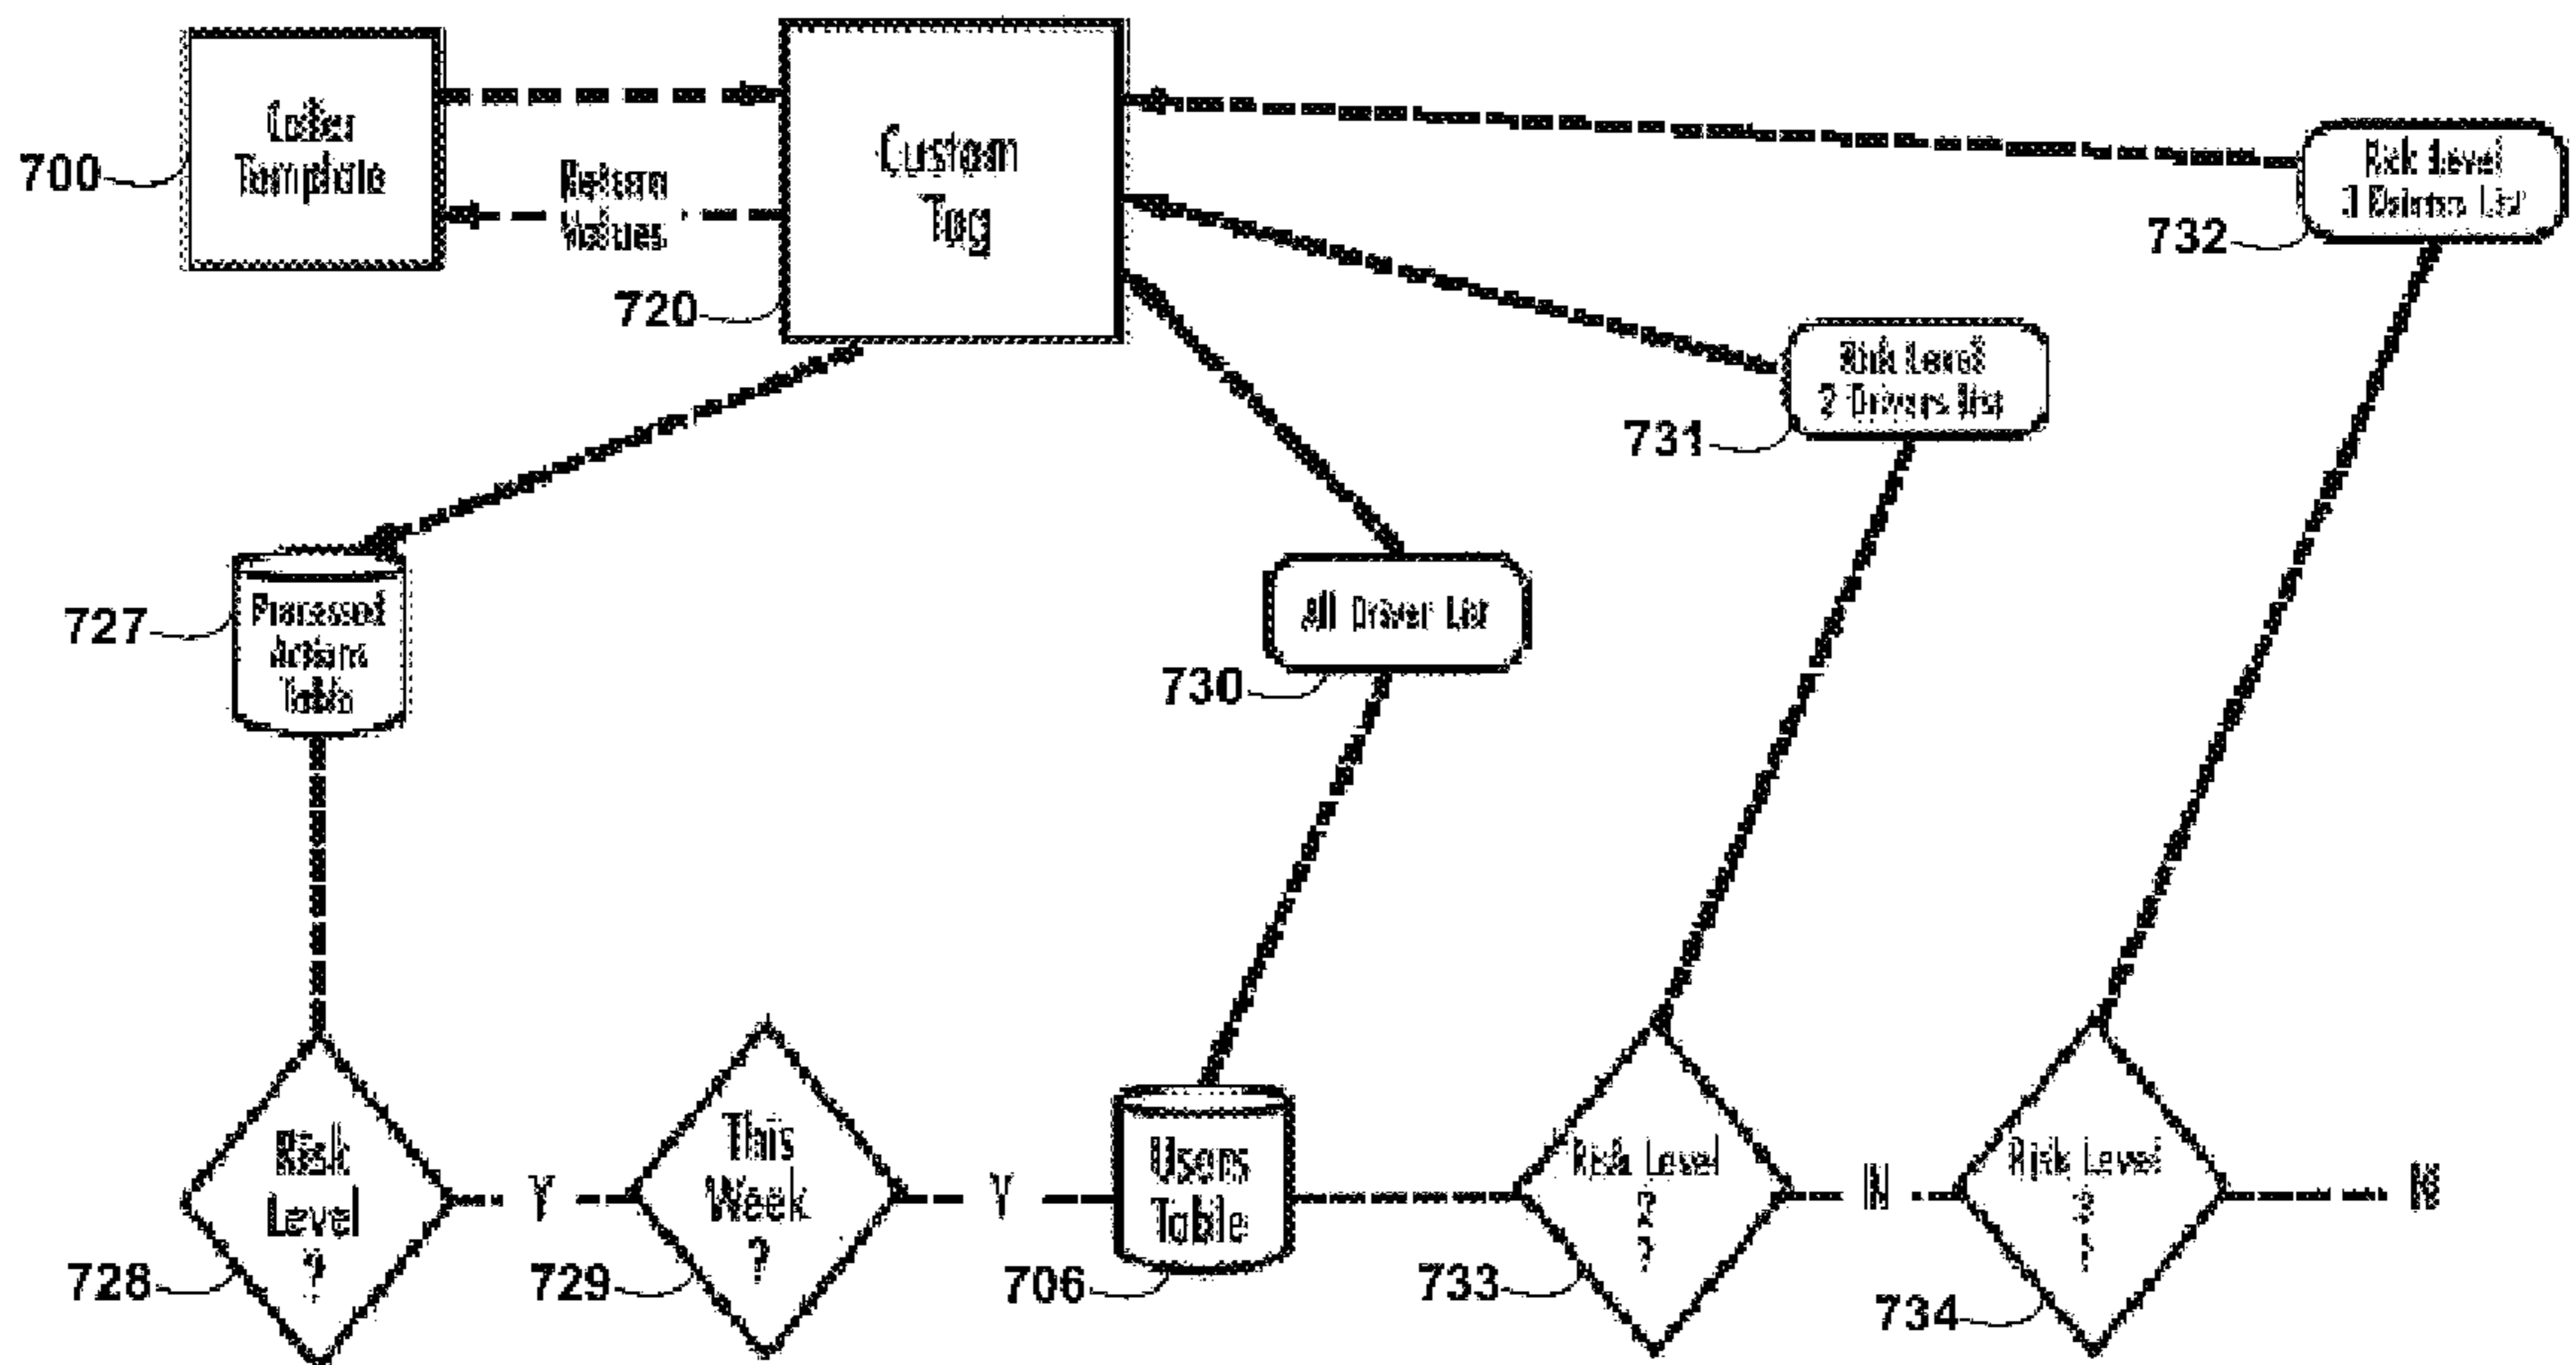 700
Caller
Template
Return
Values
Custom
Tag
720
Risk Level
3 Drivers List
732
Risk Level
2 Drivers list
731
727
Processed
Actions
Table
All Driver List
730
Risk
Level
?
728
Y
This
Week
?
729
Y
Users
Table
706
Risk Level
2
?
733
N
Risk Level
?
734
N